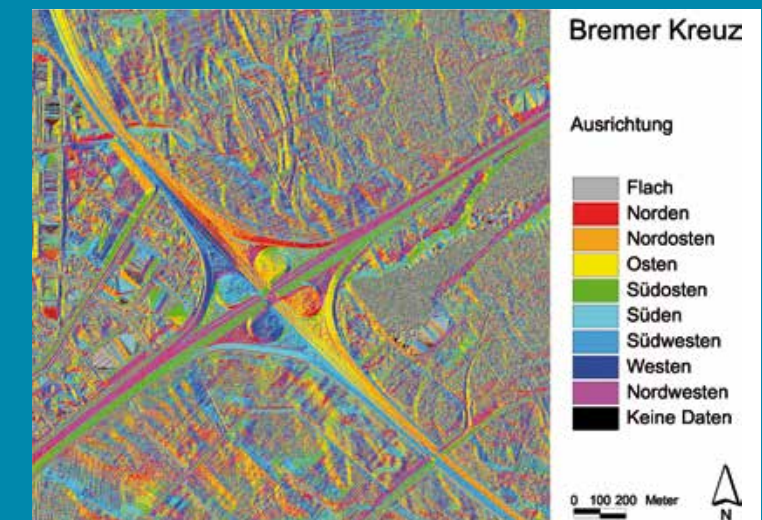 Bremer Kreuz
Ausrichtung
Flach
Norden
Nordosten
Osten
Südosten
Süden
Südwesten
Westen
Nordwesten
Keine Daten
0 100 200 Meter
N